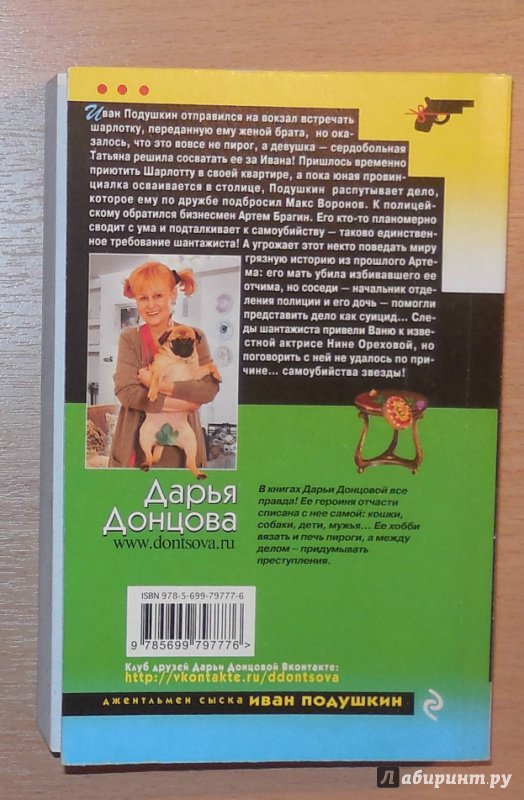 Иван Подушкин отправился на вокзал встречать
шарлотку, переданную ему женой брата, но ока-
залось, что это вовсе не пирог, а девушка – сердобольная
Татьяна решила сосватать ее за Ивана! Пришлось временно
приютить Шарлотту в своей квартире, а пока юная провин-
циалка осваивается в столице, Подушкин распутывает дело,
которое ему по дружбе подбросил Макс Воронов. К полицей-
скому обратился бизнесмен Артем Брагин. Его кто-то планомерно
сводит с ума и подталкивает к самоубийству – таково единствен-
ное требование шантажиста! А угрожает этот некто поведать миру
грязную историю из прошлого Арте-
ма: его мать убила избивавшего ее
отчима, но соседи – начальник отде-
ления полиции и его дочь – помогли
представить дело как суицид... Сле-
ды шантажиста привели Ваню к изве-
стной актрисе Нине Ореховой, но
поговорить с ней не удалось по при-
чине... самоубийства звезды!
Дарья
Донцова
www.dontsova.ru
В книгах Дарьи Донцовой все
правда! Ее героиня отчасти
списана с нее самой: кошки,
собаки, дети, мужья... Ее хобби
вязать и печь пироги, а между
делом – придумывать
преступления.
ISBN 978-5-699-79777-6
9 785699 797776 >
Клуб друзей Дарьи Донцовой Вконтакте:
http://vkontakte.ru/ddontsova
джентльмен сыска ИВАН ПОДУШКИН
Лабиринт.ру